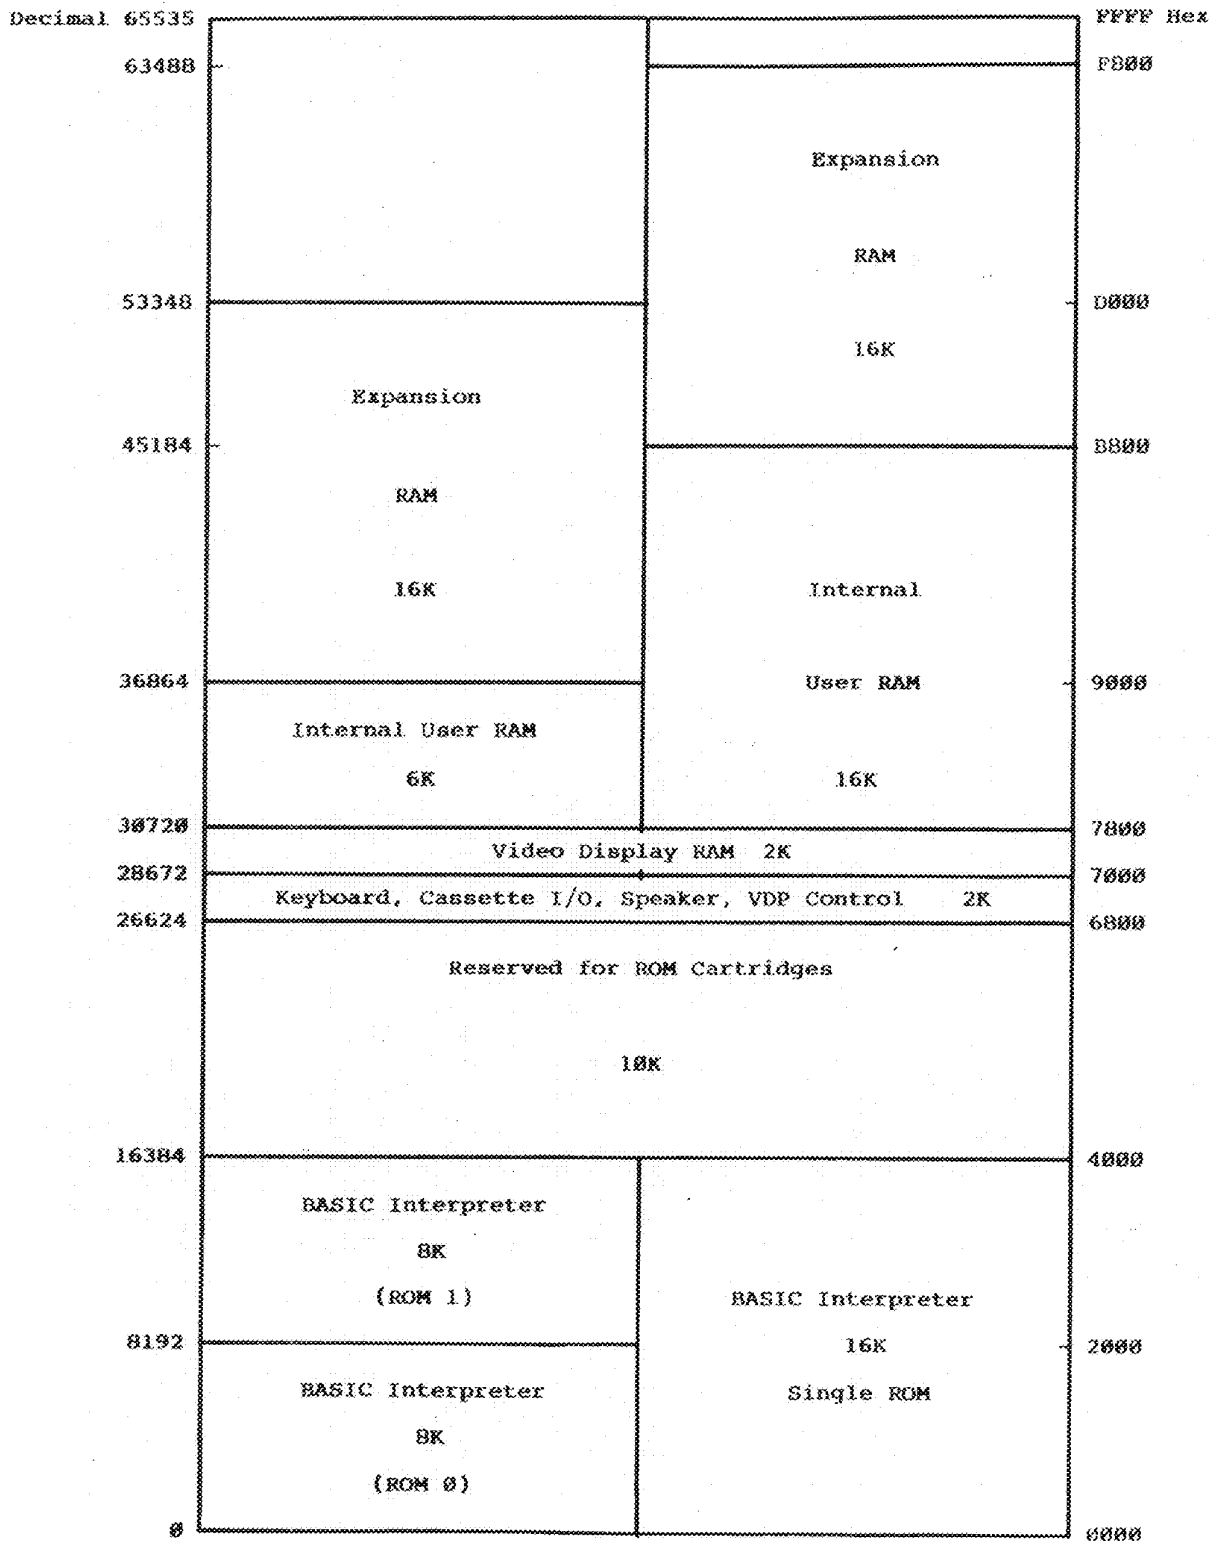 Decimal 65535 FFFF Hex
63488 F800
Expansion
RAM
53348 D000
16K
Expansion
45184 B800
RAM
16K Internal
36864 User RAM 9000
Internal User RAM
6K 16K
30720 7800
Video Display RAM 2K
28672 7000
Keyboard, Cassette I/O, Speaker, VDP Control 2K
26624 6800
Reserved for ROM Cartridges
10K
16384 4000
BASIC Interpreter
8K
(ROM 1) BASIC Interpreter
8192 16K 2000
BASIC Interpreter Single ROM
8K
(ROM 0)
0 0000